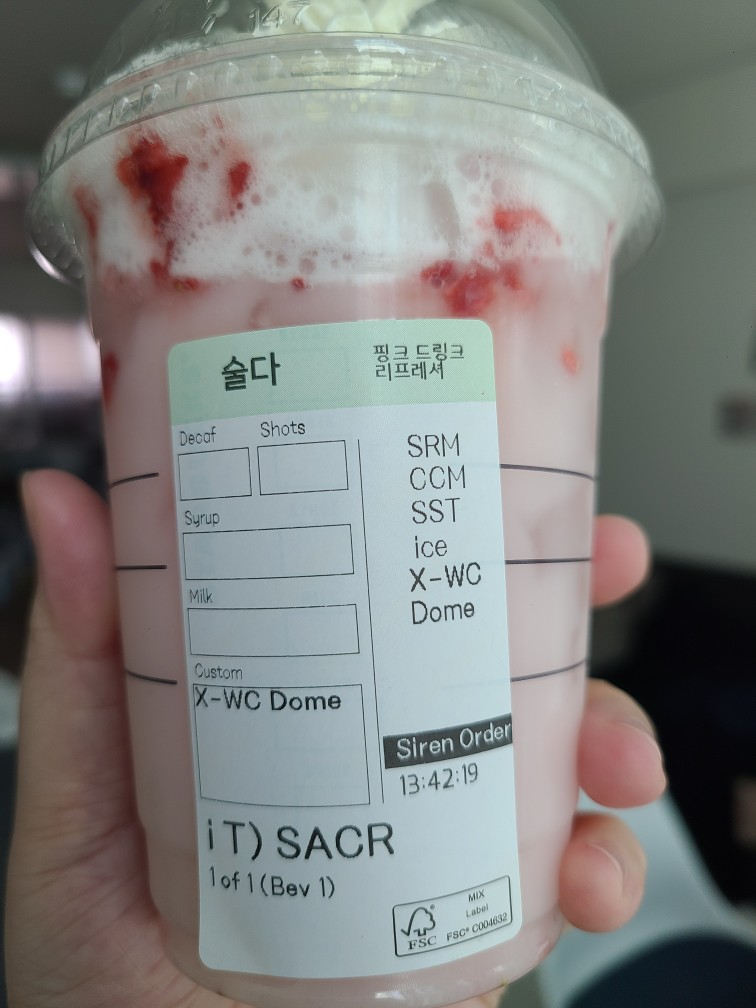 147
술다
핑크 드링크
리프레셔
Decaf
Shots
Syrup
Milk
Custom
X-WC Dome
SRM
CCM
SST
ice
X-WC
Dome
Siren Order
13:42:19
i T) SACR
1 of 1 (Bev 1)
FSC
MIX
Label
FSC® C004632